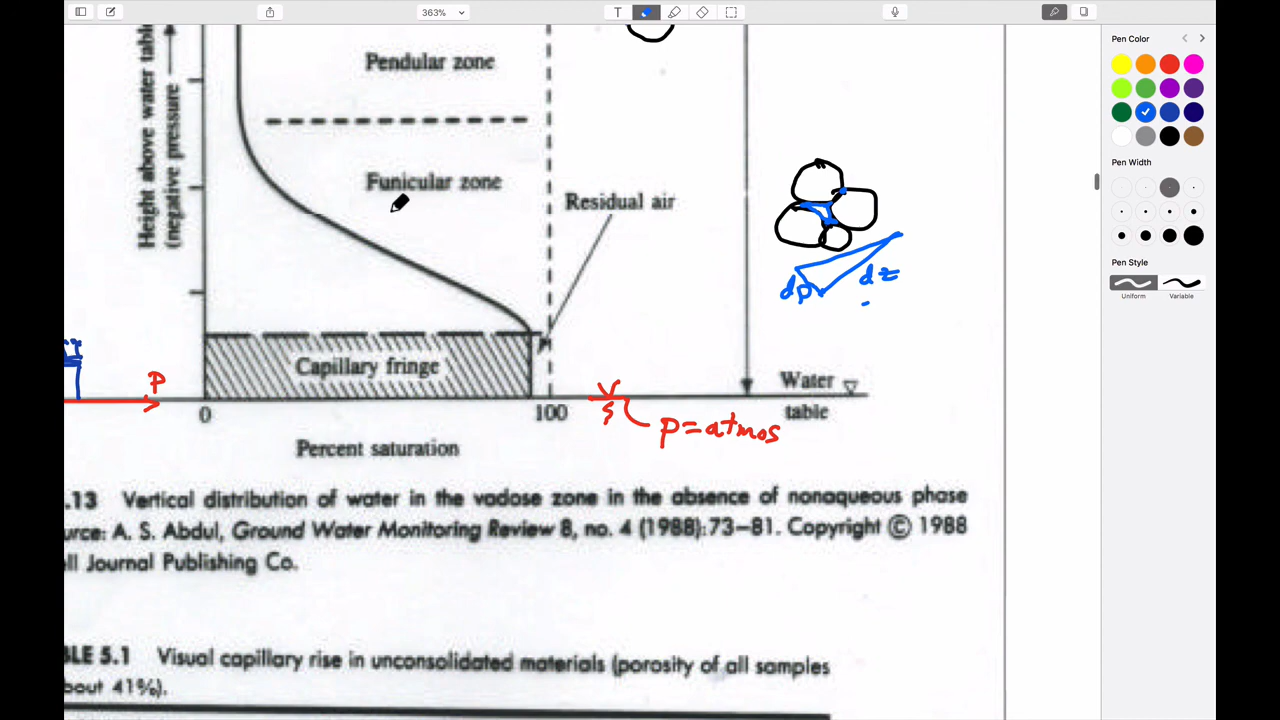 363%
T
Pen Color
Pen Width
Pen Style
Uniform
Variable
Height above water table
(negative pressure
Pendular zone
Funicular zone
Residual air
Capillary fringe
dp
dz
P
Water
table
0
100
P=atmos
Percent saturation
.13 Vertical distribution of water in the vadose zone in the absence of nonaqueous phase
urce: A. S. Abdul, Ground Water Monitoring Review 8, no. 4 (1988):73–81. Copyright © 1988
ll Journal Publishing Co.
BLE 5.1 Visual capillary rise in unconsolidated materials (porosity of all samples
bout 41%).